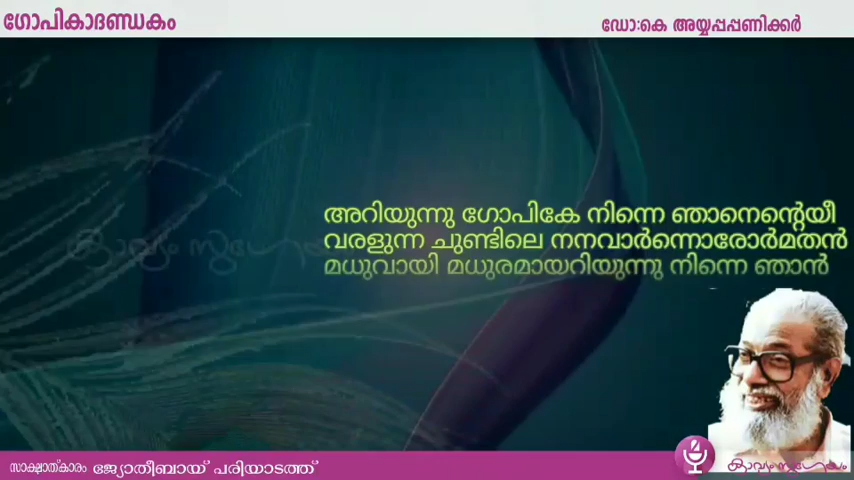 ഗോപികാദണ്ഡകം
ഡോ:കെ അയ്യപ്പപ്പണിക്കർ
അറിയുന്നു ഗോപികേ നിന്നെ ഞാനെന്റെയീ
വരളുന്ന ചുണ്ടിലെ നനവാർന്നൊരോർമതൻ
മധുവായി മധുരമായറിയുന്നു നിന്നെ ഞാൻ
സാക്ഷാത്കാരം ജ്യോതീബായ് പരിയാടത്ത്